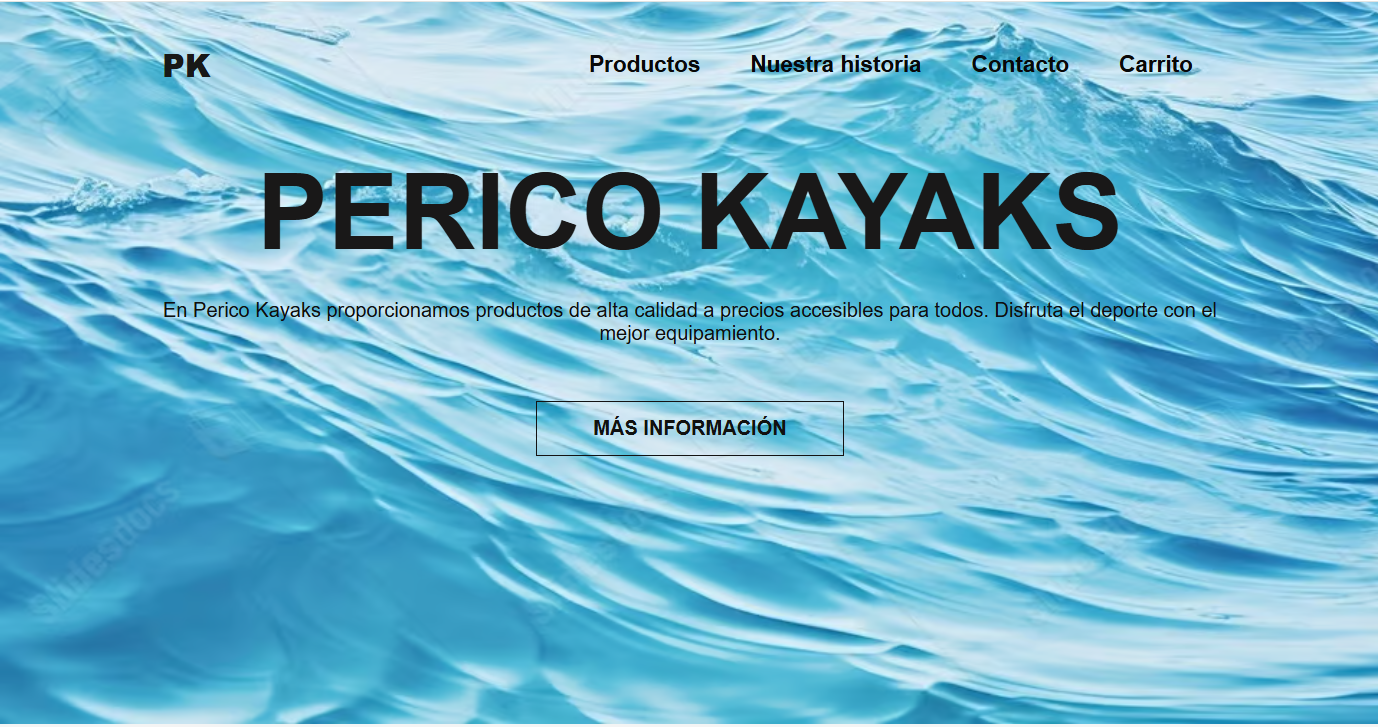 PK
Productos Nuestra historia Contacto Carrito
PERICO KAYAKS
En Perico Kayaks proporcionamos productos de alta calidad a precios accesibles para todos. Disfruta el deporte con el
mejor equipamiento.
MÁS INFORMACIÓN
slidesdocs